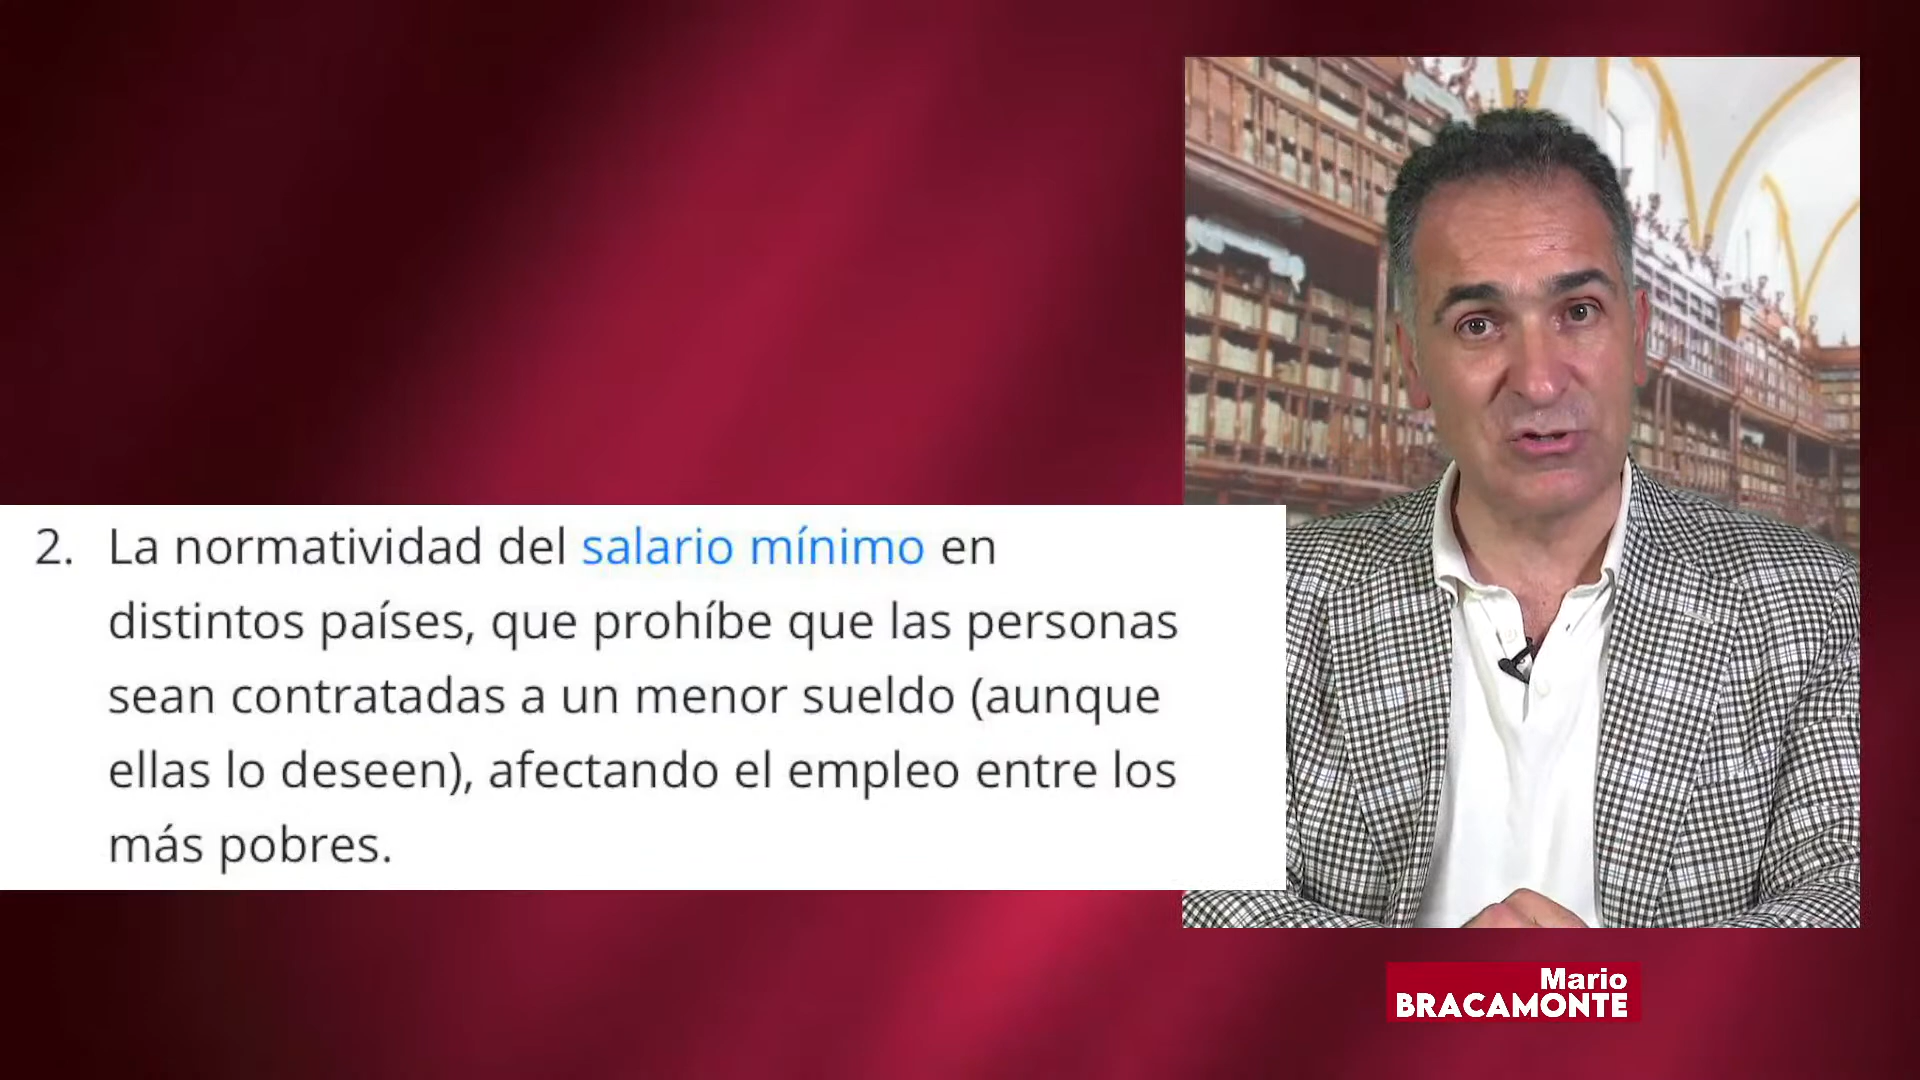 2. La normatividad del salario mínimo en
distintos países, que prohíbe que las personas
sean contratadas a un menor sueldo (aunque
ellas lo deseen), afectando el empleo entre los
más pobres.
Mario
BRACAMONTE